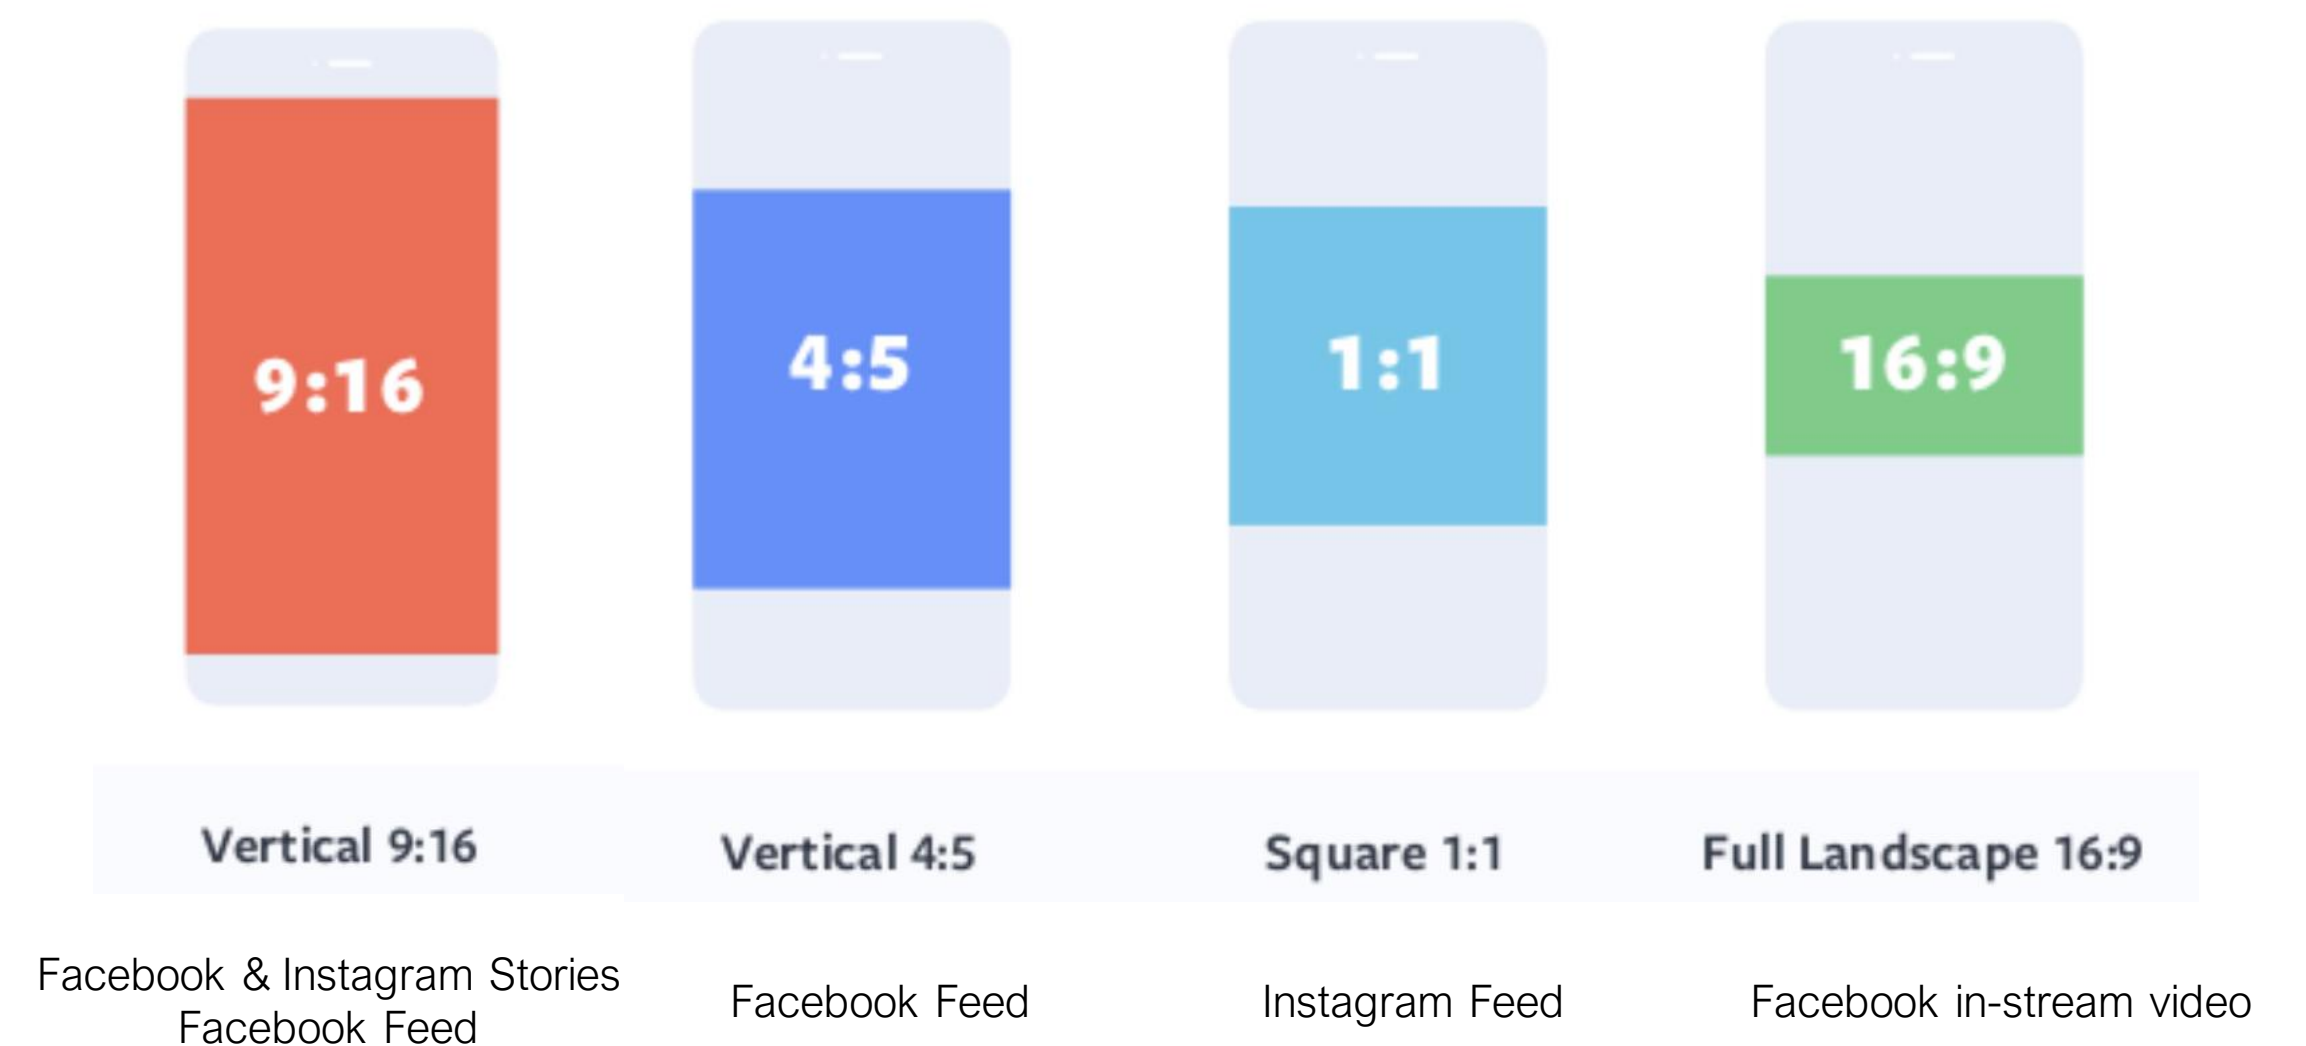 9:16
4:5
1:1
16:9
Vertical 9:16
Vertical 4:5
Square 1:1
Full Landscape 16:9
Facebook & Instagram Stories
Facebook Feed
Facebook Feed
Instagram Feed
Facebook in-stream video